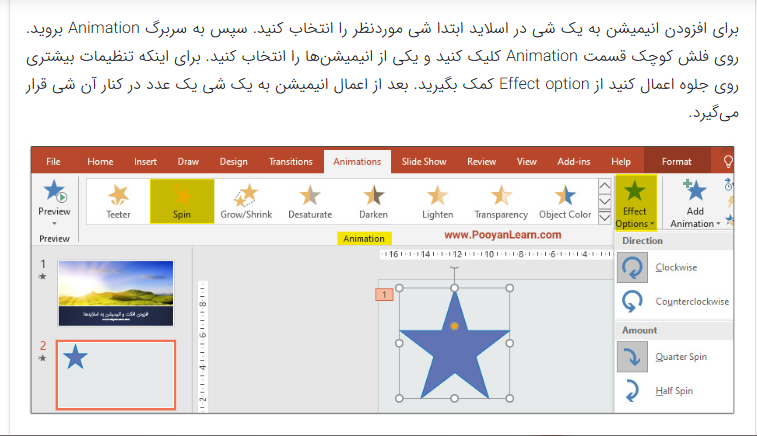 برای افزودن انیمیشن به یک شی در اسلاید ابتدا شی موردنظر را انتخاب کنید. سپس به سربرگ Animation بروید.
روی فلش کوچک قسمت Animation کلیک کنید و یکی از انیمیشن‌ها را انتخاب کنید. برای اینکه تنظیمات بیشتری
روی جلوه اعمال کنید از Effect option کمک بگیرید. بعد از اعمال انیمیشن به یک شی یک عدد در کنار آن شی قرار
می‌گیرد.
File Home Insert Draw Design Transitions Animations Slide Show Review View Add-ins Help Format
Preview Teeter Spin Grow/Shrink Desaturate Darken Lighten Transparency Object Color Effect Options Add Animation
Preview Animation www.PooyanLearn.com Direction
16 14 12 10 8 6 4
1
Clockwise
1
Counterclockwise
افزودن افکت و انیمیشن به اسلایدها
8 6 4 2
Amount
2
Quarter Spin
Half Spin